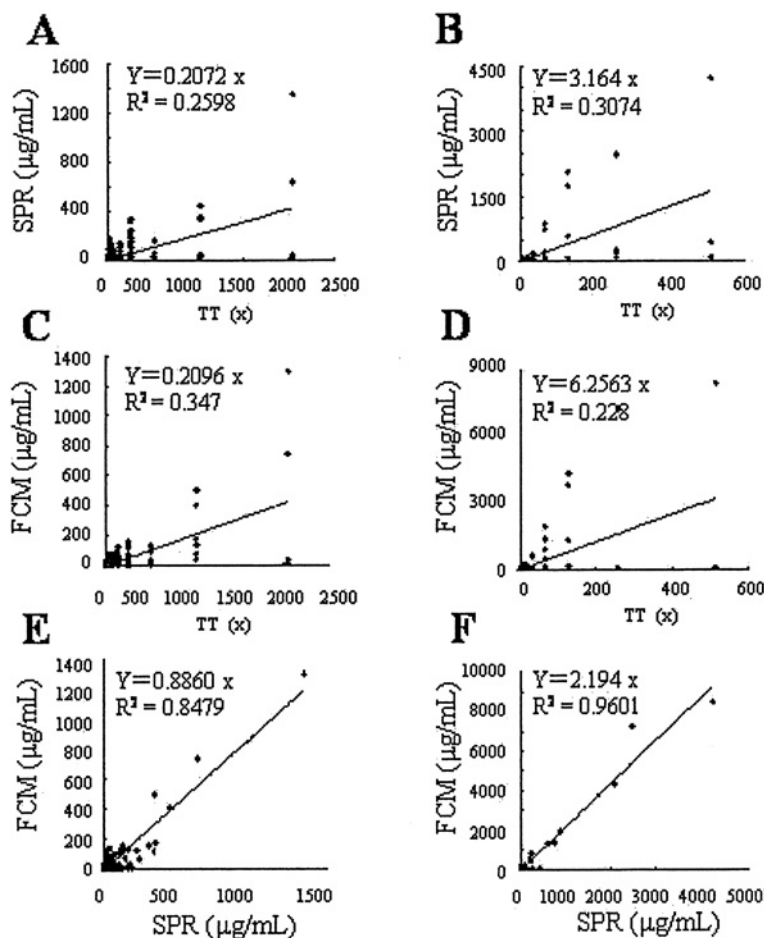 A
B
SPR (µg/mL)
1600
1200
800
400
0
Y=0.2072 x
R² = 0.2598
0 500 1000 1500 2000 2500
TT (x)
SPR (µg/mL)
4500
3000
1500
0
Y=3.164 x
R² = 0.3074
0 200 400 600
TT (x)
C
D
FCM (µg/mL)
1400
1200
1000
800
600
400
200
0
Y=0.2096 x
R² = 0.347
0 500 1000 1500 2000 2500
TT (x)
FCM (µg/mL)
9000
6000
3000
0
Y=6.2563 x
R² = 0.228
0 200 400 600
TT (x)
E
F
FCM (µg/mL)
1400
1200
1000
800
600
400
200
0
Y=0.8860 x
R² = 0.8479
0 500 1000 1500
SPR (µg/mL)
FCM (µg/mL)
10000
8000
6000
4000
2000
0
Y=2.194 x
R² = 0.9601
0 1000 2000 3000 4000 5000
SPR (µg/mL)